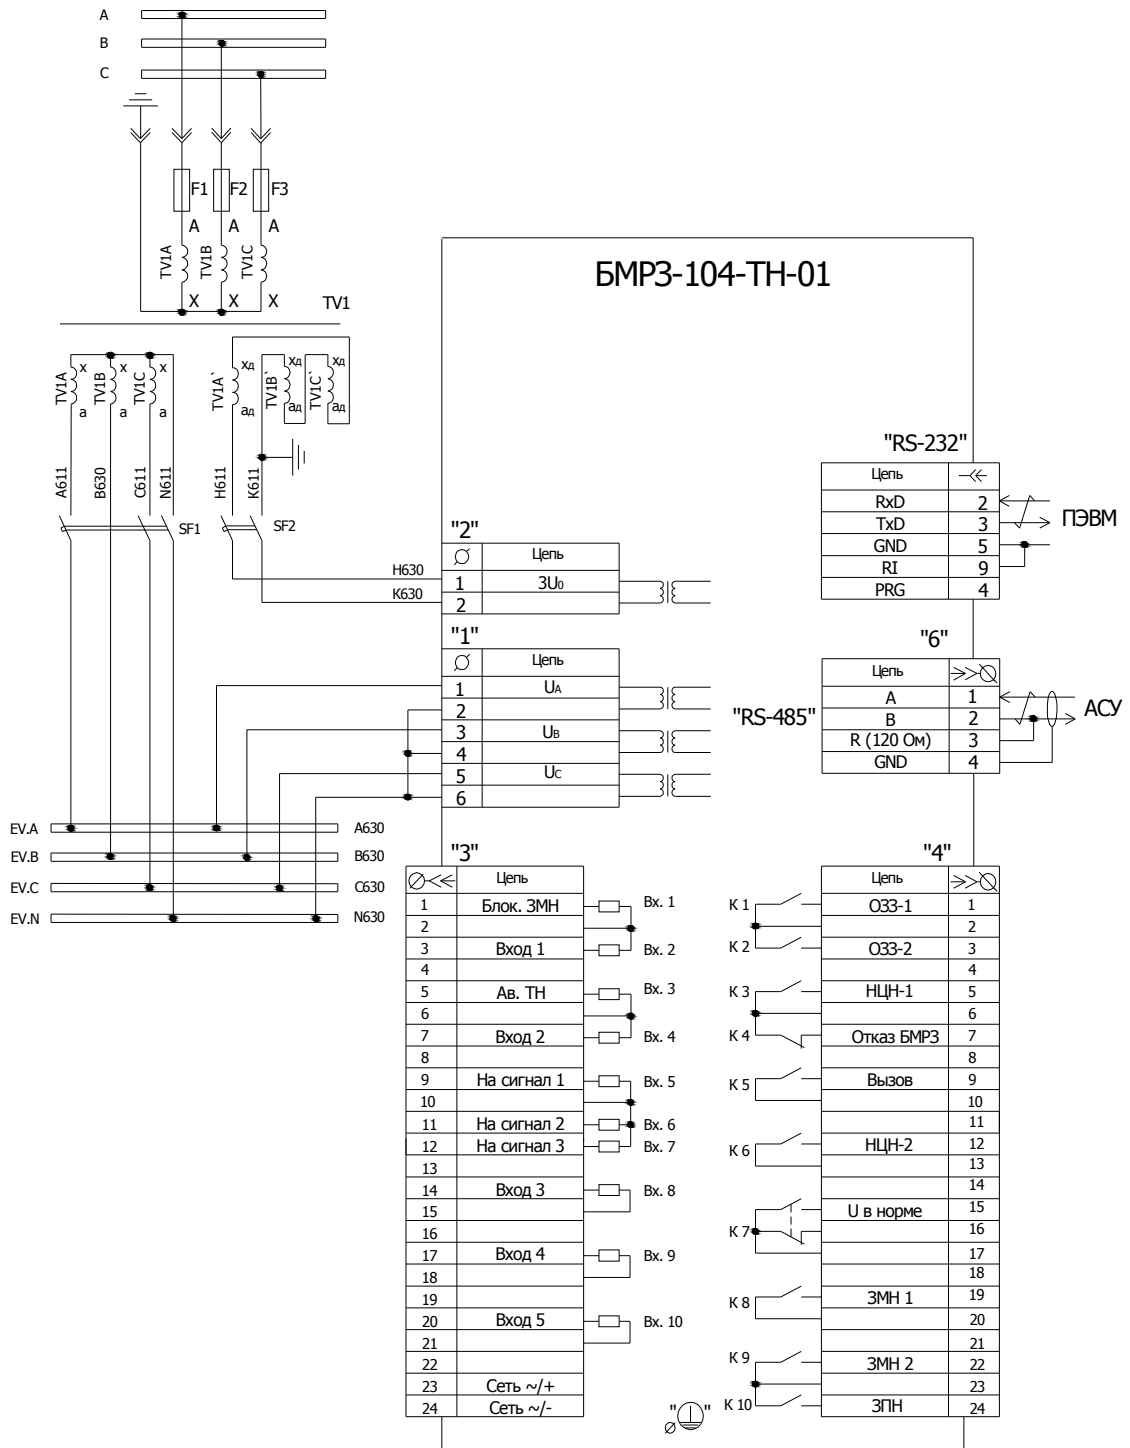 A
B
C
F1 F2 F3
A A A
TV1A TV1B TV1C
X X X
TV1
БМРЗ-104-ТН-01
TV1A x a
TV1B x a
TV1C x a
TV1A` хд ад
TV1B` хд ад
TV1C` хд ад
A611 B630 C611 N611 H611 K611
SF1 SF2
H630
K630
"2"
Цепь
1 3U0
2
"1"
Цепь
1 UA
2
3 UB
4
5 UC
6
EV.A A630
EV.B B630
EV.C C630
EV.N N630
"RS-232"
Цепь
RxD 2
TxD 3
GND 5
RI 9
PRG 4
ПЭВМ
"6"
"RS-485"
Цепь
A 1
B 2
R (120 Ом) 3
GND 4
АСУ
"3"
Цепь
1 Блок. ЗМН Вх. 1
2
3 Вход 1 Вх. 2
4
5 Ав. ТН Вх. 3
6
7 Вход 2 Вх. 4
8
9 На сигнал 1 Вх. 5
10
11 На сигнал 2 Вх. 6
12 На сигнал 3 Вх. 7
13
14 Вход 3 Вх. 8
15
16
17 Вход 4 Вх. 9
18
19
20 Вход 5 Вх. 10
21
22
23 Сеть ~/+
24 Сеть ~/-
"4"
Цепь
К 1 ОЗЗ-1 1
2
К 2 ОЗЗ-2 3
4
К 3 НЦН-1 5
6
К 4 Отказ БМРЗ 7
8
К 5 Вызов 9
10
11
К 6 НЦН-2 12
13
14
U в норме 15
К 7 16
17
18
К 8 ЗМН 1 19
20
21
К 9 ЗМН 2 22
23
К 10 ЗПН 24
" "